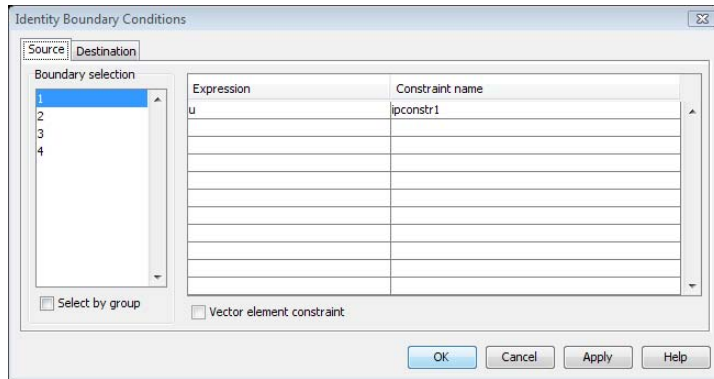 Identity Boundary Conditions
Source Destination
Boundary selection
1
2
3
4
Select by group
Expression Constraint name
u ipconstr1
Vector element constraint
OK Cancel Apply Help